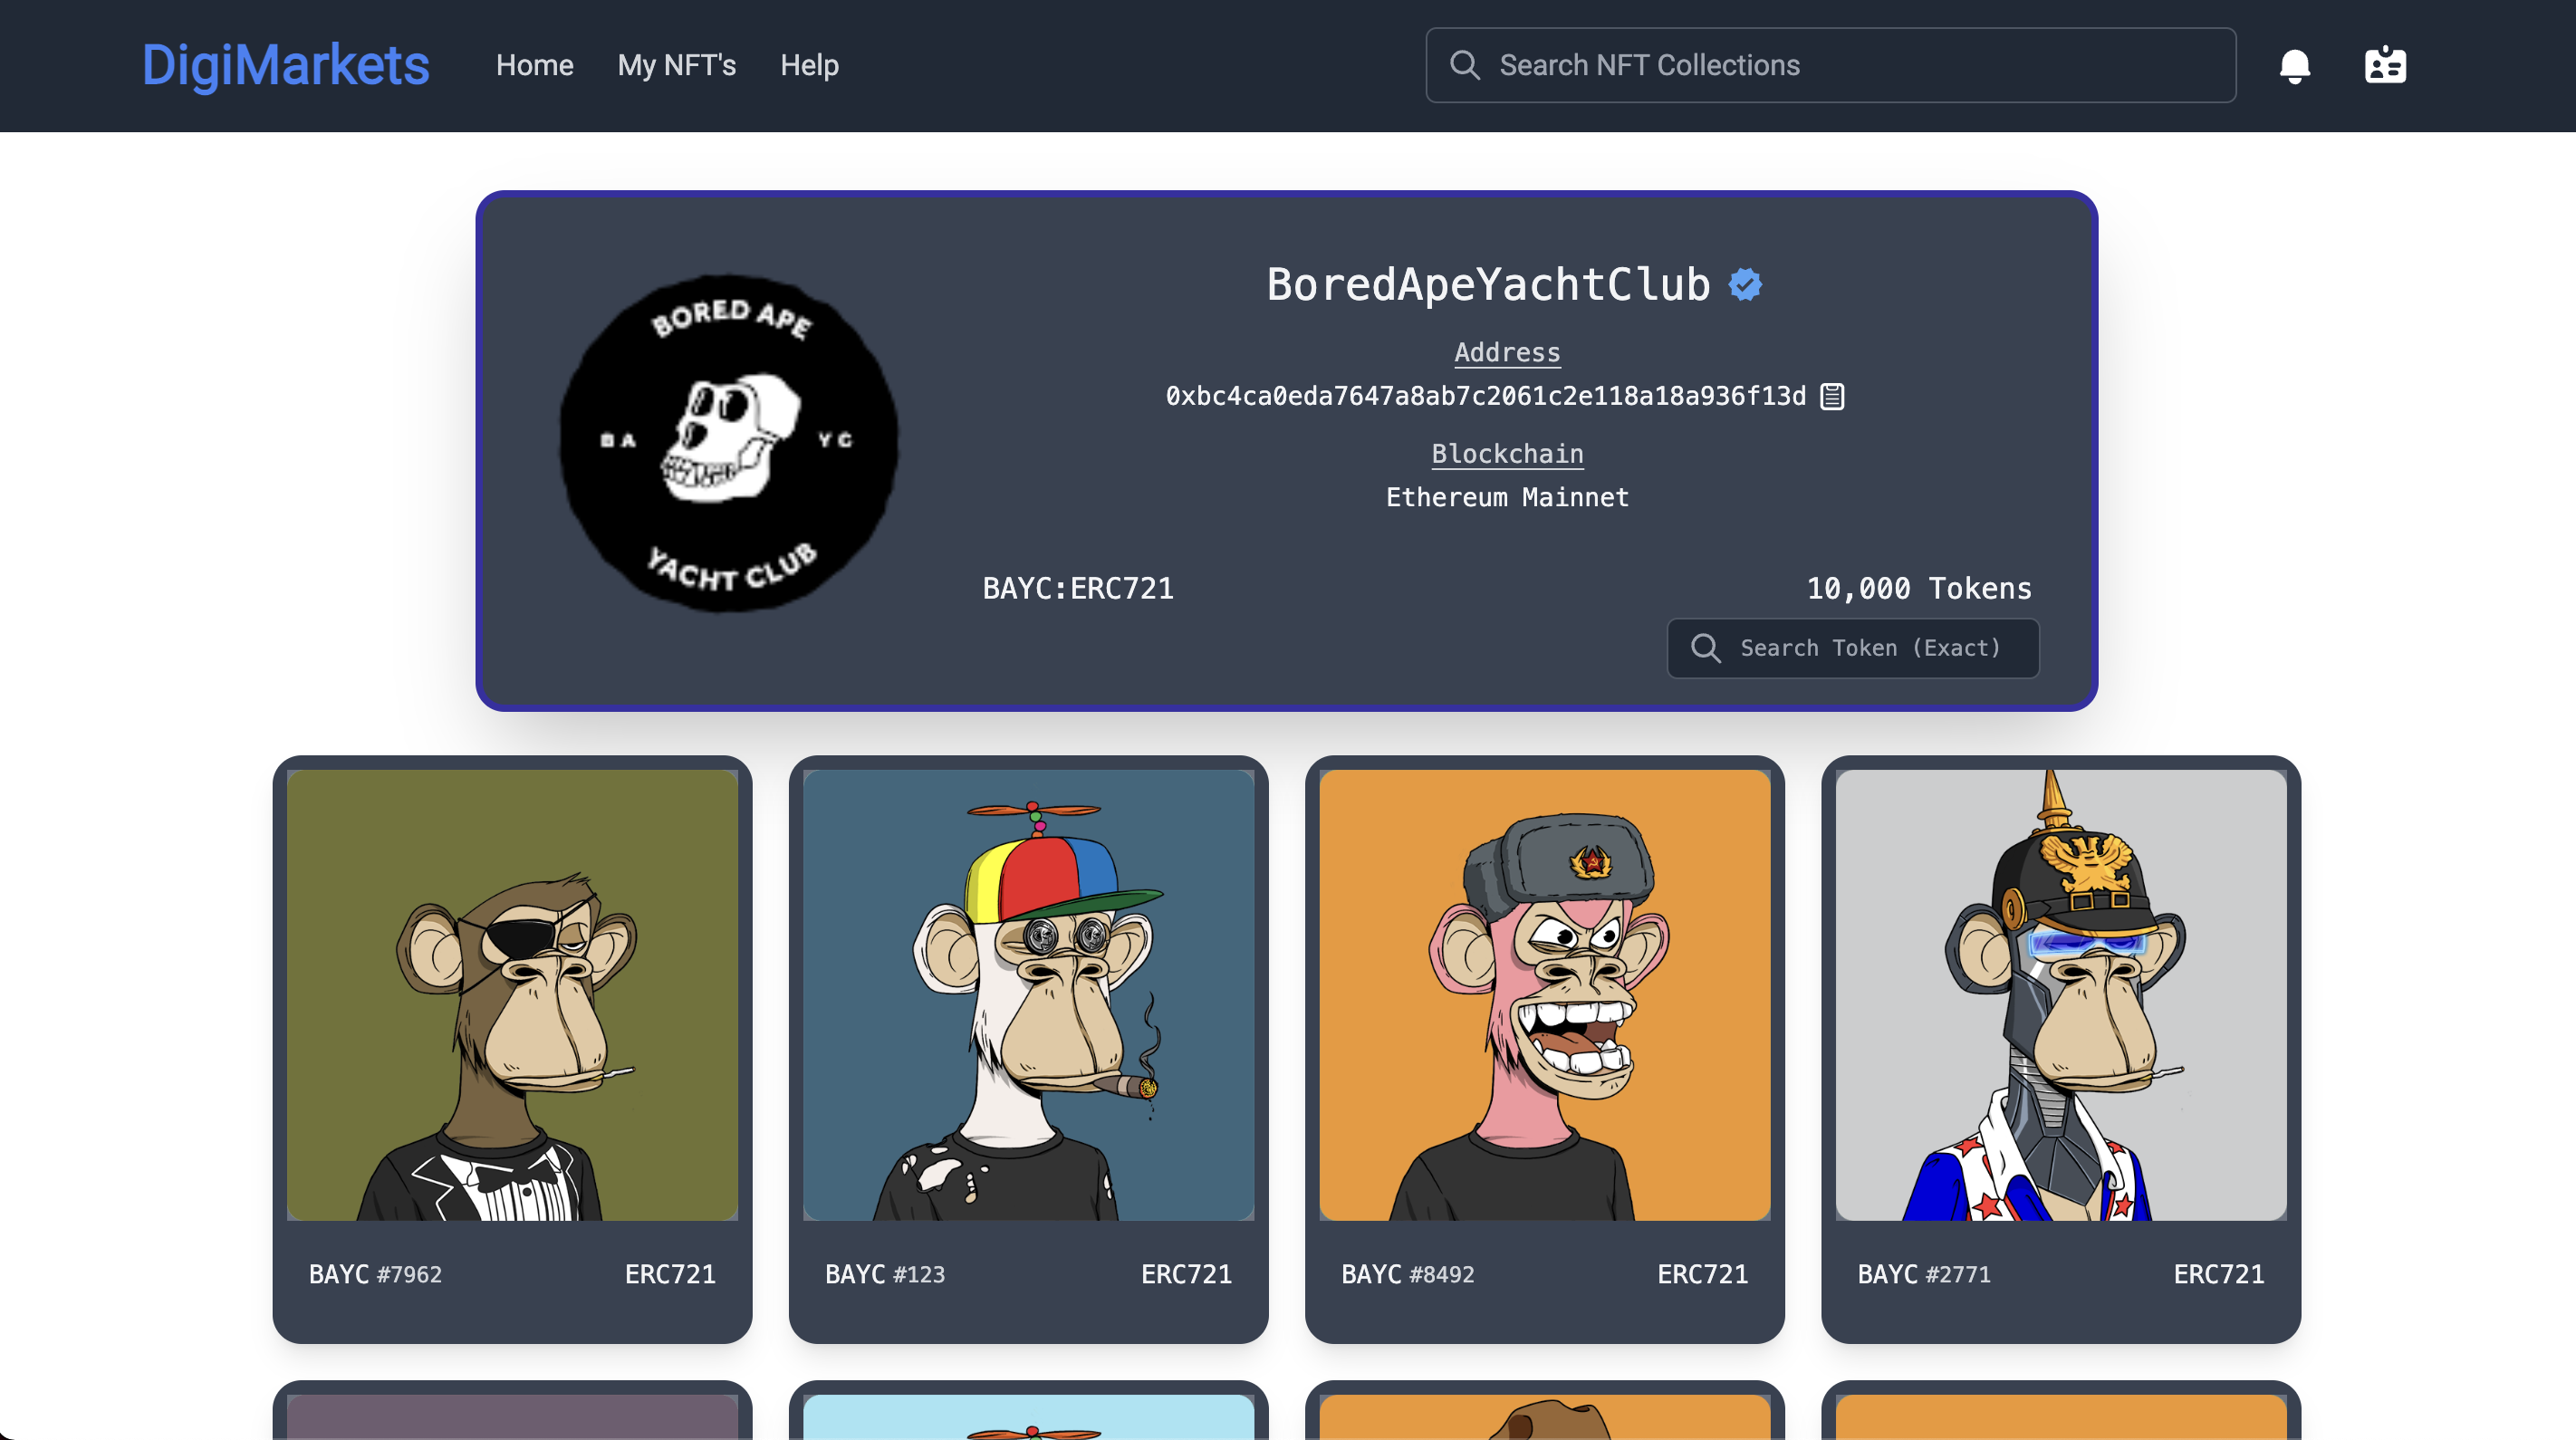 DigiMarkets Home My NFT's Help Search NFT Collections
BORED APE
BA YC
YACHT CLUB
BoredApeYachtClub
Address
0xbc4ca0eda7647a8ab7c2061c2e118a18a936f13d
Blockchain
Ethereum Mainnet
BAYC:ERC721 10,000 Tokens
Search Token (Exact)
BAYC #7962 ERC721
BAYC #123 ERC721
BAYC #8492 ERC721
BAYC #2771 ERC721